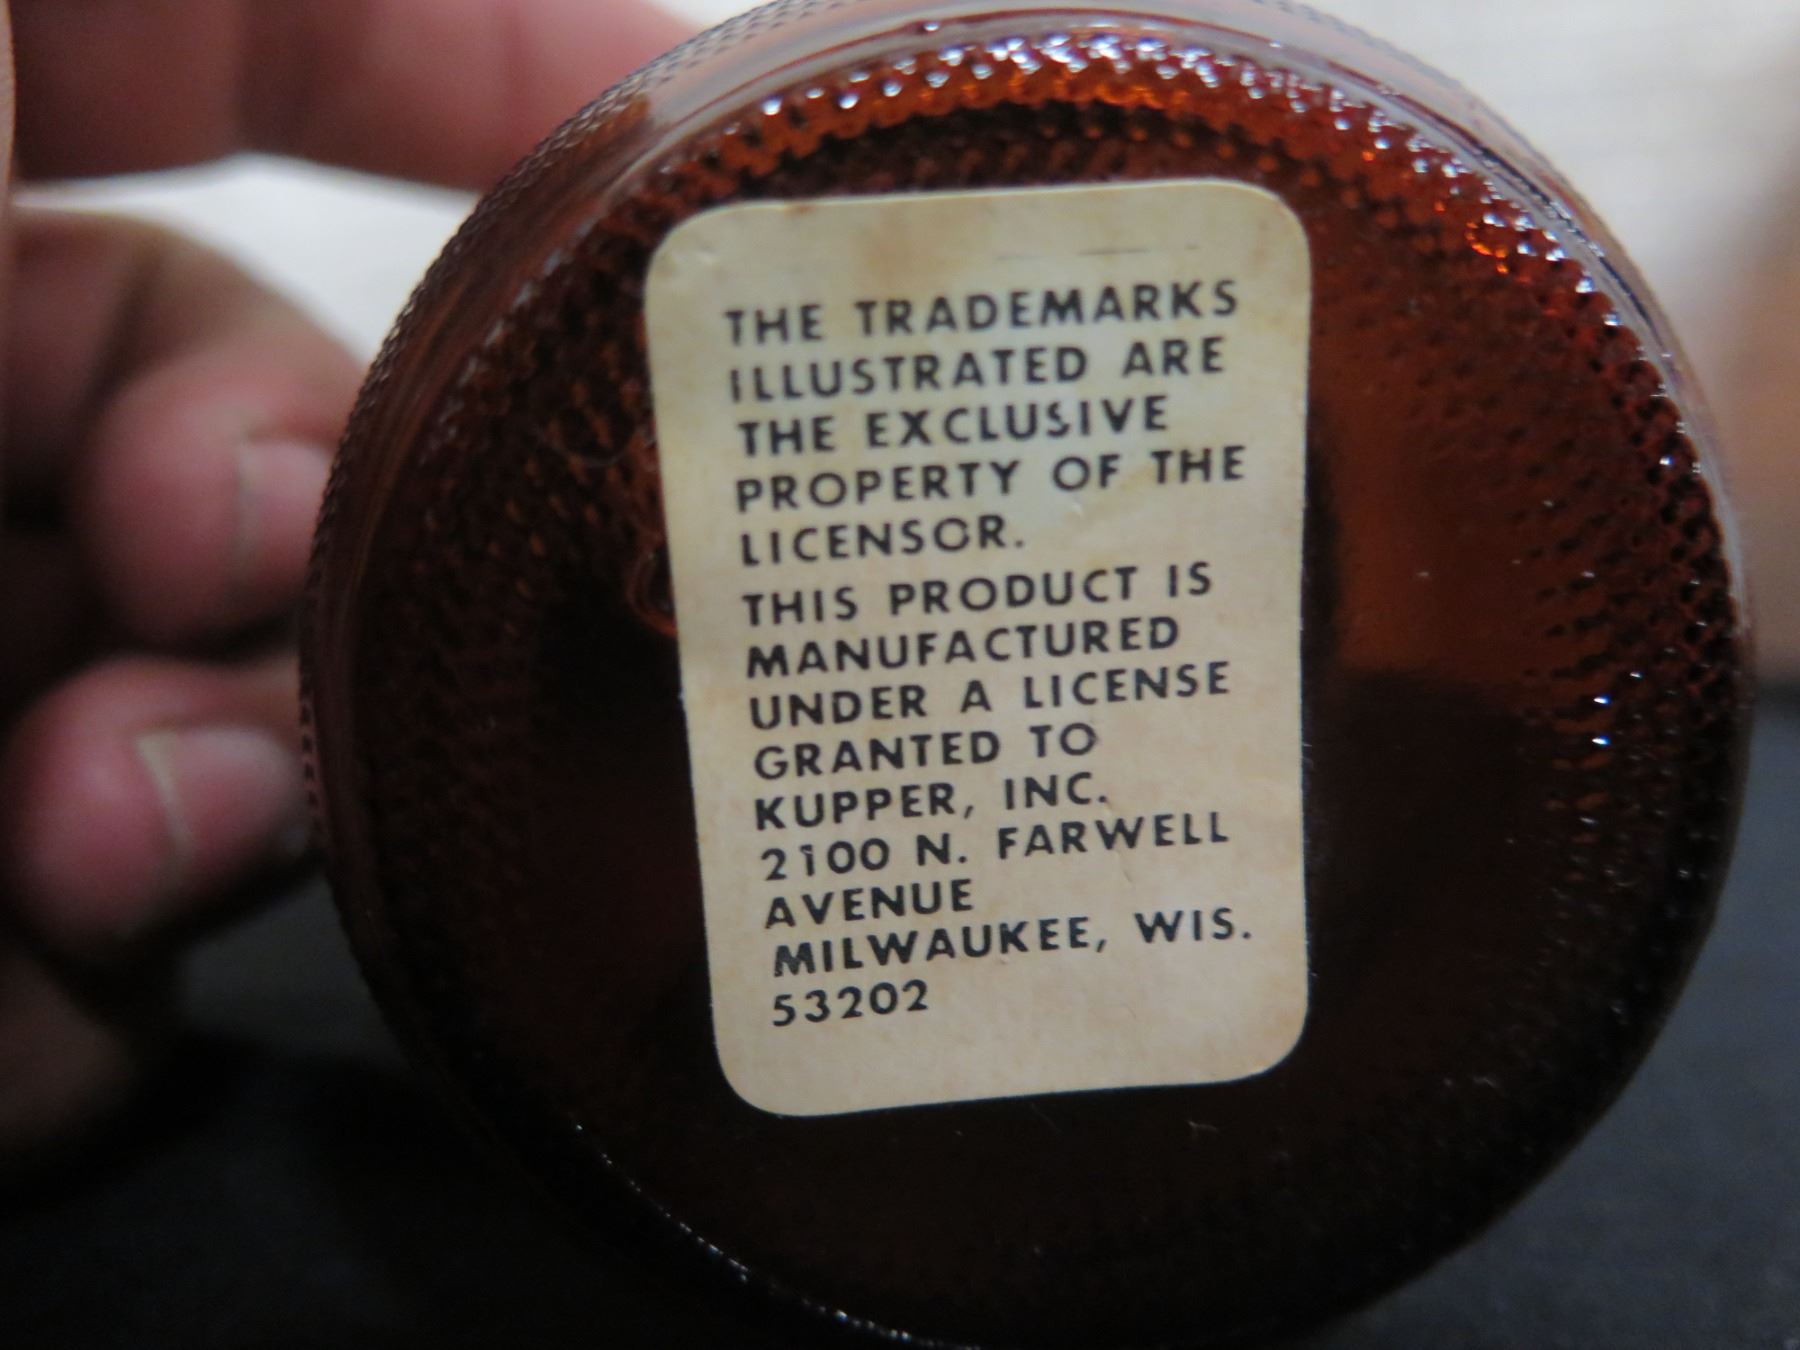 THE TRADEMARKS
ILLUSTRATED ARE
THE EXCLUSIVE
PROPERTY OF THE
LICENSOR.
THIS PRODUCT IS
MANUFACTURED
UNDER A LICENSE
GRANTED TO
KUPPER, INC.
2100 N. FARWELL
AVENUE
MILWAUKEE, WIS.
53202